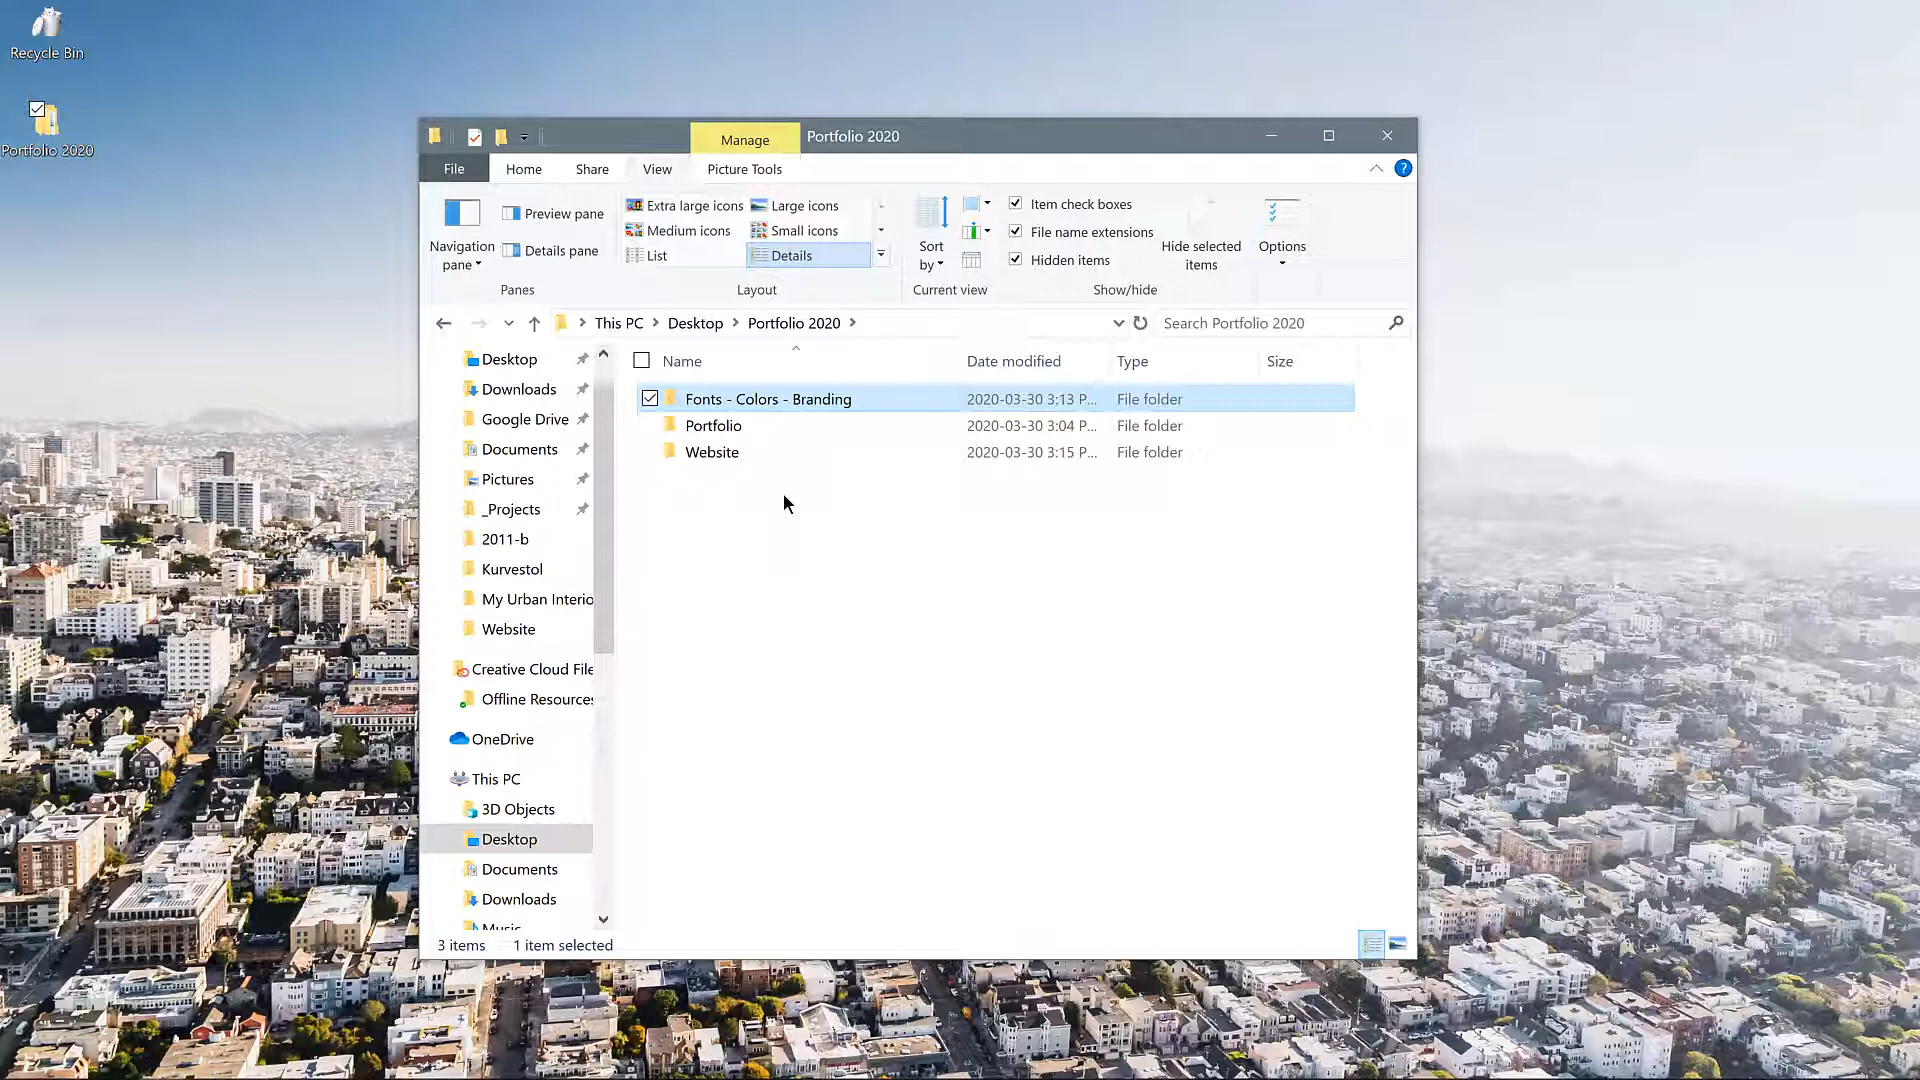 Recycle Bin
Portfolio 2020
Manage
Portfolio 2020
File
Home
Share
View
Picture Tools
Navigation pane
Preview pane
Details pane
Panes
Extra large icons
Large icons
Medium icons
Small icons
List
Details
Layout
Sort by
Current view
Item check boxes
File name extensions
Hidden items
Hide selected items
Show/hide
Options
This PC > Desktop > Portfolio 2020 >
Search Portfolio 2020
Desktop
Downloads
Google Drive
Documents
Pictures
_Projects
2011-b
Kurvestol
My Urban Interio
Website
Creative Cloud File
Offline Resources
OneDrive
This PC
3D Objects
Desktop
Documents
Downloads
Music
Name Date modified Type Size
Fonts - Colors - Branding 2020-03-30 3:13 P... File folder
Portfolio 2020-03-30 3:04 P... File folder
Website 2020-03-30 3:15 P... File folder
3 items 1 item selected